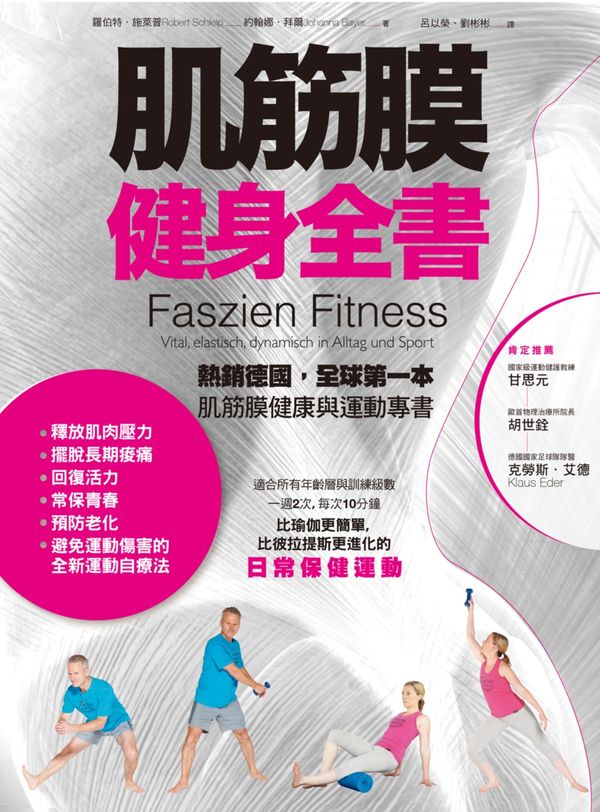 羅伯特・施萊普Robert Schleip 約翰娜・拜爾Johanna Bayer 著 呂以榮、劉彬彬 譯
肌筋膜
健身全書
Faszien Fitness
Vital, elastisch, dynamisch in Alltag und Sport
熱銷德國，全球第一本
肌筋膜健康與運動專書
肯定推薦
國家級運動健護教練
甘思元
歐首物理治療所院長
胡世銓
德國國家足球隊隊醫
克勞斯・艾德
Klaus Eder
• 釋放肌肉壓力
• 擺脫長期痠痛
• 回復活力
• 常保青春
• 預防老化
• 避免運動傷害的
全新運動自療法
適合所有年齡層與訓練級數
一週2次, 每次10分鐘
比瑜伽更簡單,
比彼拉提斯更進化的
日常保健運動